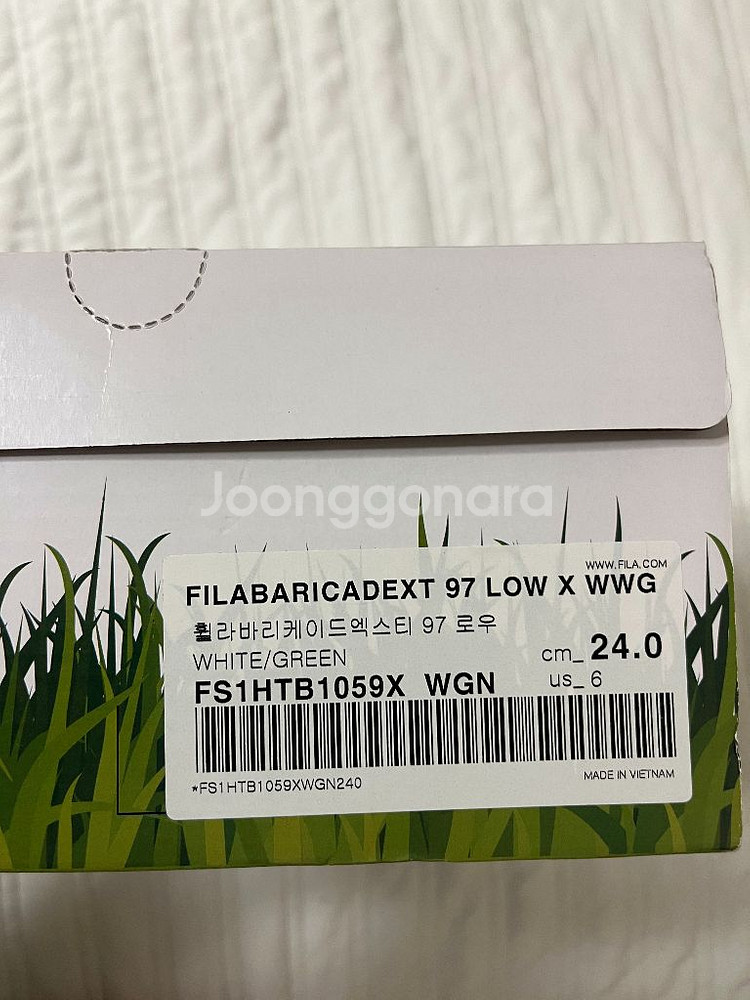 Joonggonara
WWW.FILA.COM
FILABARICADEXT 97 LOW X WWG
휠라바리케이드엑스티 97 로우
WHITE/GREEN
cm_ 24.0
FS1HTB1059X WGN
us_ 6
*FS1HTB1059XWGN240
MADE IN VIETNAM